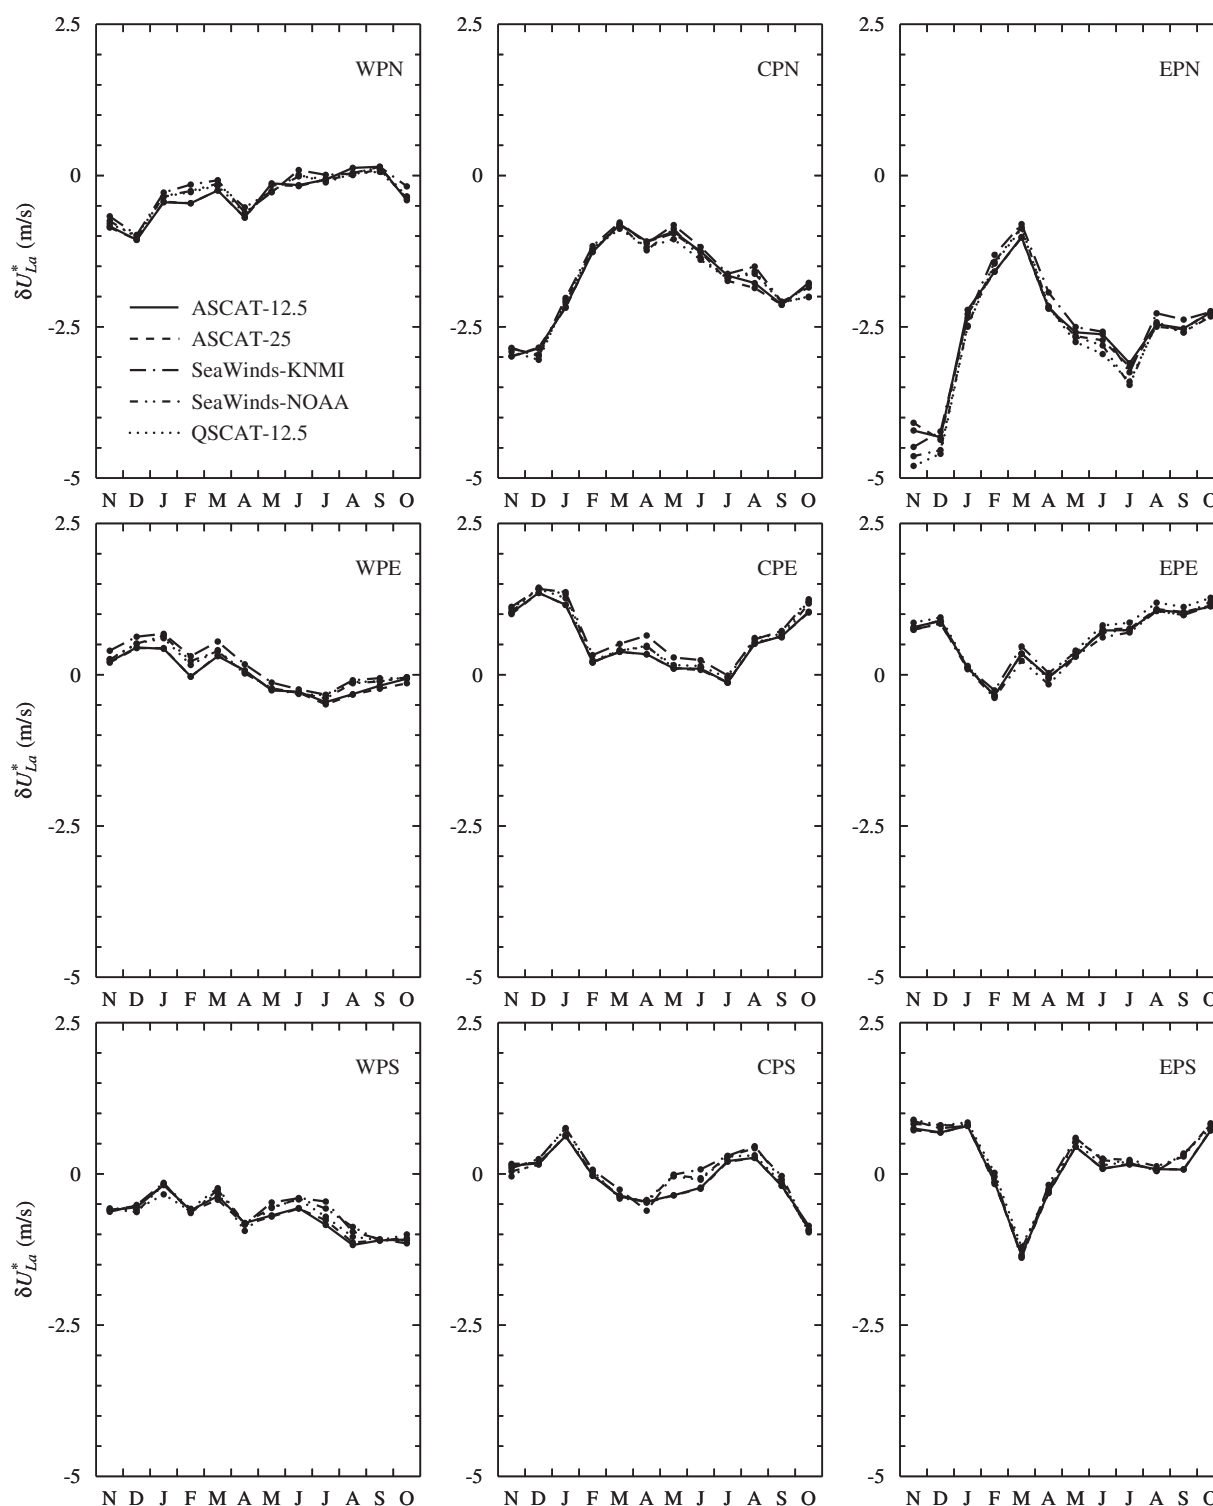 2.5
0
-2.5
-5
δU*La (m/s)
WPN
ASCAT-12.5
ASCAT-25
SeaWinds-KNMI
SeaWinds-NOAA
QSCAT-12.5
N D J F M A M J J A S O
2.5
0
-2.5
-5
CPN
N D J F M A M J J A S O
2.5
0
-2.5
-5
EPN
N D J F M A M J J A S O
2.5
0
-2.5
-5
δU*La (m/s)
WPE
N D J F M A M J J A S O
2.5
0
-2.5
-5
CPE
N D J F M A M J J A S O
2.5
0
-2.5
-5
EPE
N D J F M A M J J A S O
2.5
0
-2.5
-5
δU*La (m/s)
WPS
N D J F M A M J J A S O
2.5
0
-2.5
-5
CPS
N D J F M A M J J A S O
2.5
0
-2.5
-5
EPS
N D J F M A M J J A S O